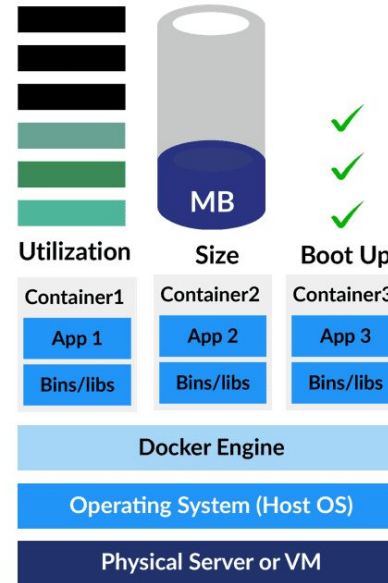 MB
Utilization
Size
Boot Up
Container1
Container2
Container3
App 1
App 2
App 3
Bins/libs
Bins/libs
Bins/libs
Docker Engine
Operating System (Host OS)
Physical Server or VM